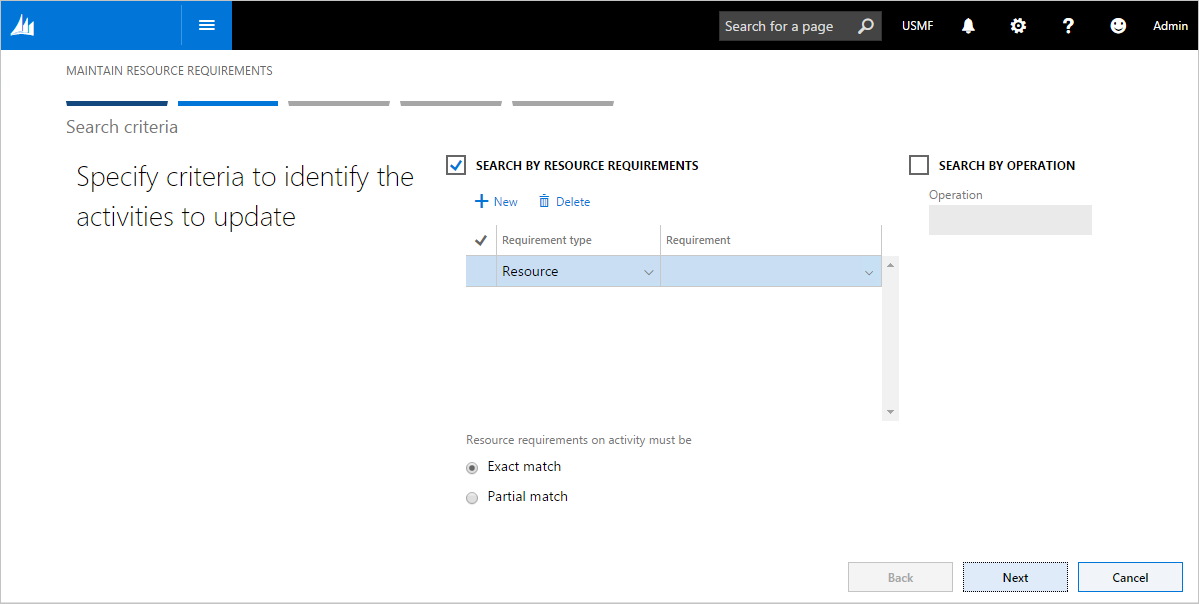 Search for a page
USMF
?
Admin
MAINTAIN RESOURCE REQUIREMENTS
Search criteria
Specify criteria to identify the
activities to update
SEARCH BY RESOURCE REQUIREMENTS
New
Delete
Requirement type
Requirement
Resource
Resource requirements on activity must be
Exact match
Partial match
SEARCH BY OPERATION
Operation
Back
Next
Cancel